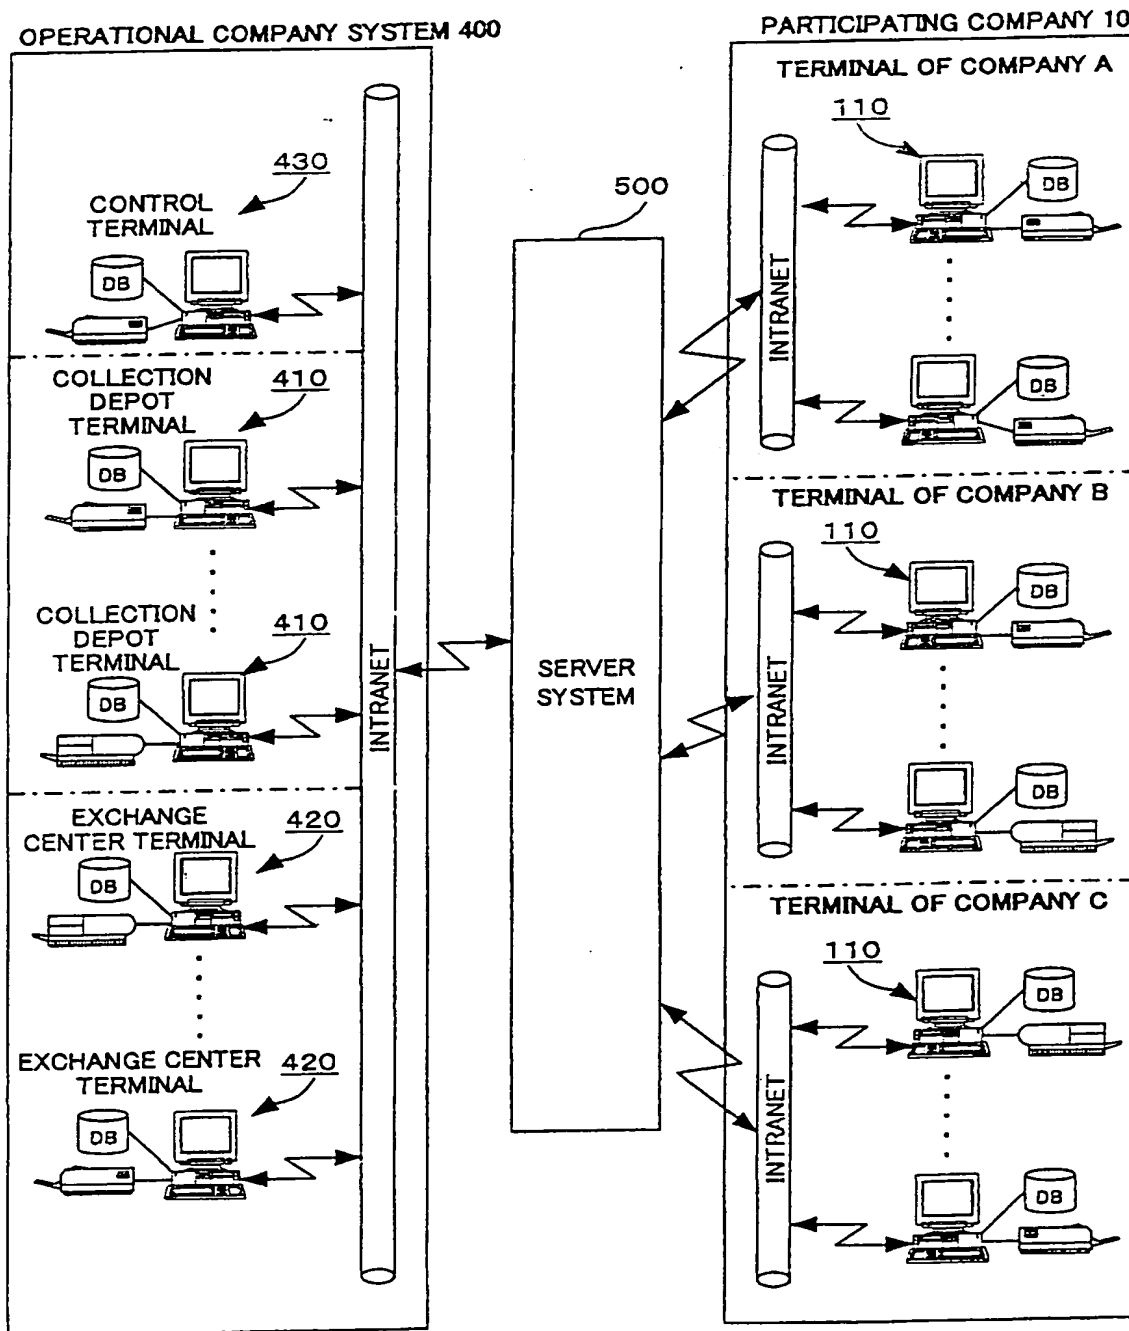 OPERATIONAL COMPANY SYSTEM 400
430
CONTROL
TERMINAL
DB
COLLECTION
DEPOT
TERMINAL
410
DB
COLLECTION
DEPOT
TERMINAL
410
DB
EXCHANGE
CENTER TERMINAL
420
DB
EXCHANGE CENTER
TERMINAL
420
DB
INTRANET
500
SERVER
SYSTEM
PARTICIPATING COMPANY 10
TERMINAL OF COMPANY A
110
DB
INTRANET
DB
TERMINAL OF COMPANY B
110
DB
INTRANET
DB
TERMINAL OF COMPANY C
110
DB
INTRANET
DB